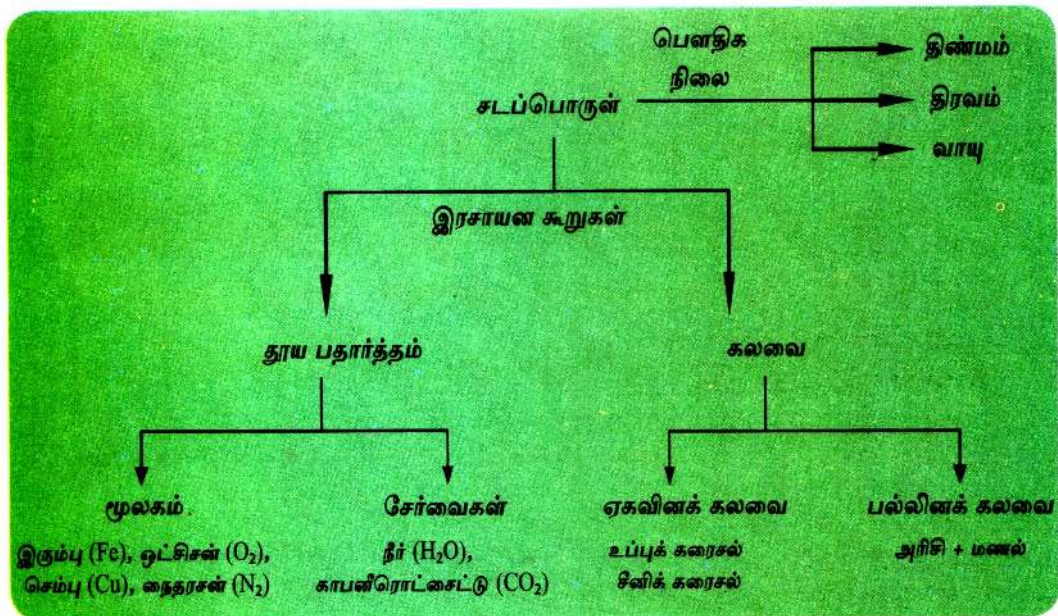 பௌதிக
நிலை
சடப்பொருள்
திண்மம்
திரவம்
வாயு
இரசாயன கூறுகள்
தூய பதார்த்தம்
கலவை
மூலகம்
இரும்பு (Fe), ஒட்சிசன் (O₂),
செம்பு (Cu), நைதரசன் (N₂)
சேர்வைகள்
நீர் (H₂O),
காபனீரொட்சைட்டு (CO₂)
ஏகவினக் கலவை
உப்புக் கரைசல்
சீனிக் கரைசல்
பல்லினக் கலவை
அரிசி + மணல்